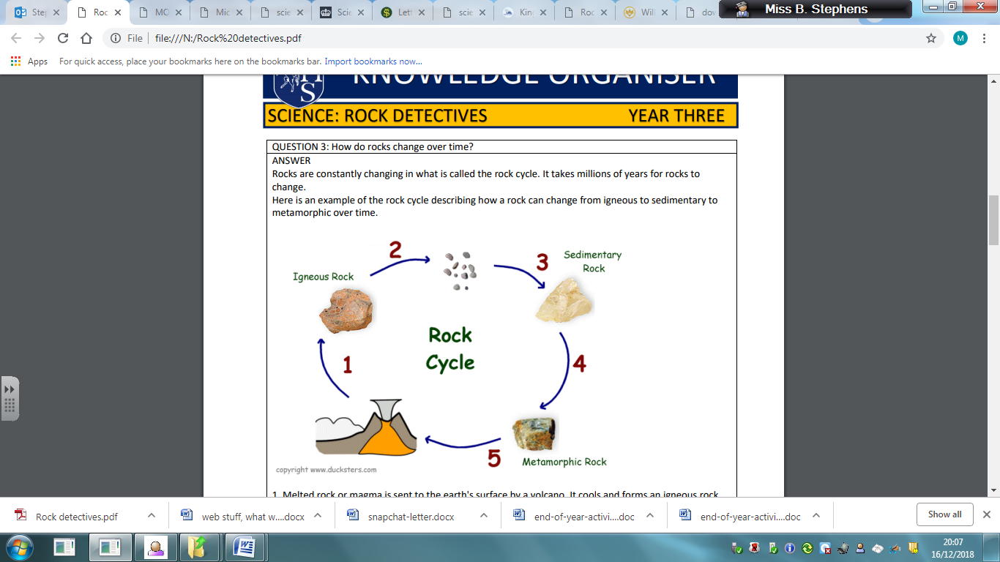 Step
Roc
MO
Mic
scie
Scie
Lett
scie
King
Roc
Will
dov
Miss B. Stephens
File file:///N:/Rock%20detectives.pdf
M
Apps For quick access, place your bookmarks here on the bookmarks bar. Import bookmarks now...
HS
KNOWLEDGE ORGANISER
SCIENCE: ROCK DETECTIVES YEAR THREE
QUESTION 3: How do rocks change over time?
ANSWER
Rocks are constantly changing in what is called the rock cycle. It takes millions of years for rocks to
change.
Here is an example of the rock cycle describing how a rock can change from igneous to sedimentary to
metamorphic over time.
2
3
Sedimentary
Rock
Igneous Rock
Rock
Cycle
1
4
5
Metamorphic Rock
copyright www.ducksters.com
1. Melted rock or magma is sent to the earth's surface by a volcano. It cools and forms an igneous rock.
Rock detectives.pdf
web stuff, what w....docx
snapchat-letter.docx
end-of-year-activi....doc
end-of-year-activi....doc
Show all
20:07
16/12/2018